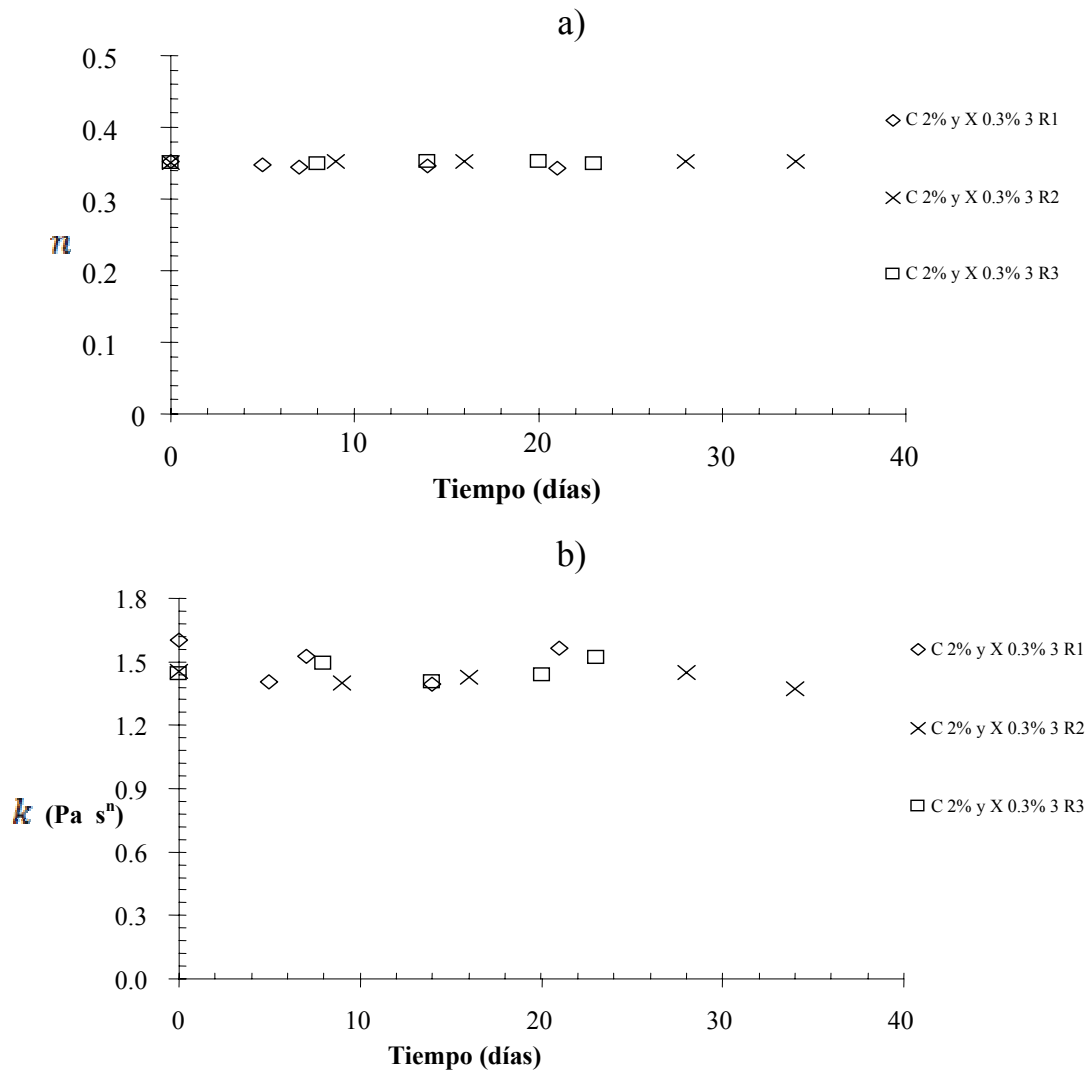 a)
0.5
0.4
0.3
n
0.2
0.1
0
0
10
20
30
40
Tiempo (días)
C 2% y X 0.3% 3 R1
C 2% y X 0.3% 3 R2
C 2% y X 0.3% 3 R3
b)
1.8
1.5
1.2
0.9
k (Pa sⁿ)
0.6
0.3
0.0
0
10
20
30
40
Tiempo (días)
C 2% y X 0.3% 3 R1
C 2% y X 0.3% 3 R2
C 2% y X 0.3% 3 R3